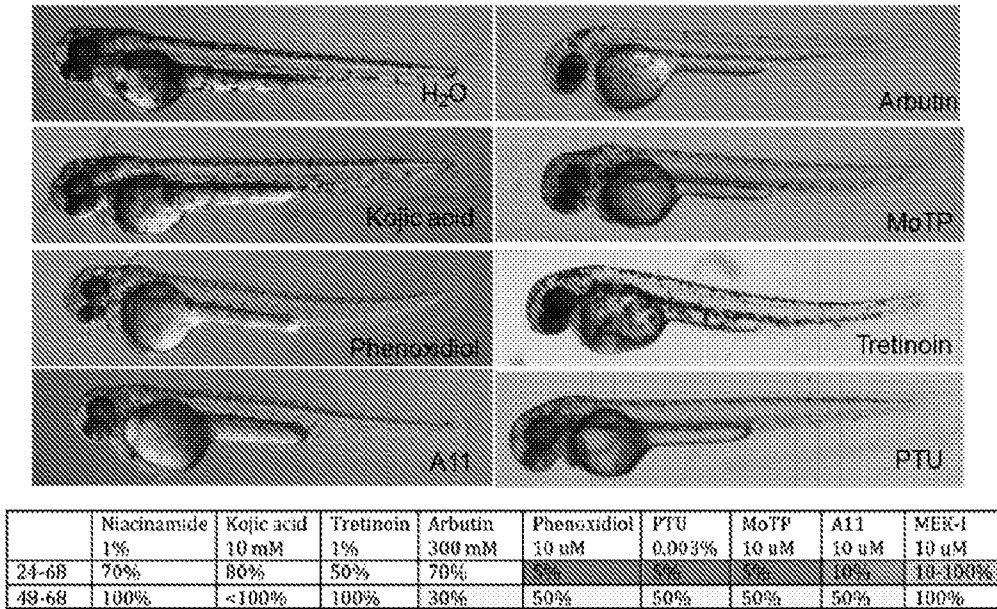 H₂O
Arbutin
Kojic acid
MoTP
Phenoxidiol
Tretinoin
A11
PTU
Niacinamide 1% Kojic acid 10 mM Tretinoin 1% Arbutin 300 mM Phenoxidiol 10 uM PTU 0.003% MoTP 10 uM A11 10 uM MEK-I 10 uM
24-68 70% 80% 50% 70% 5% 5% 5% 10% 10-100%
48-68 100% <100% 100% 30% 50% 50% 50% 50% 100%